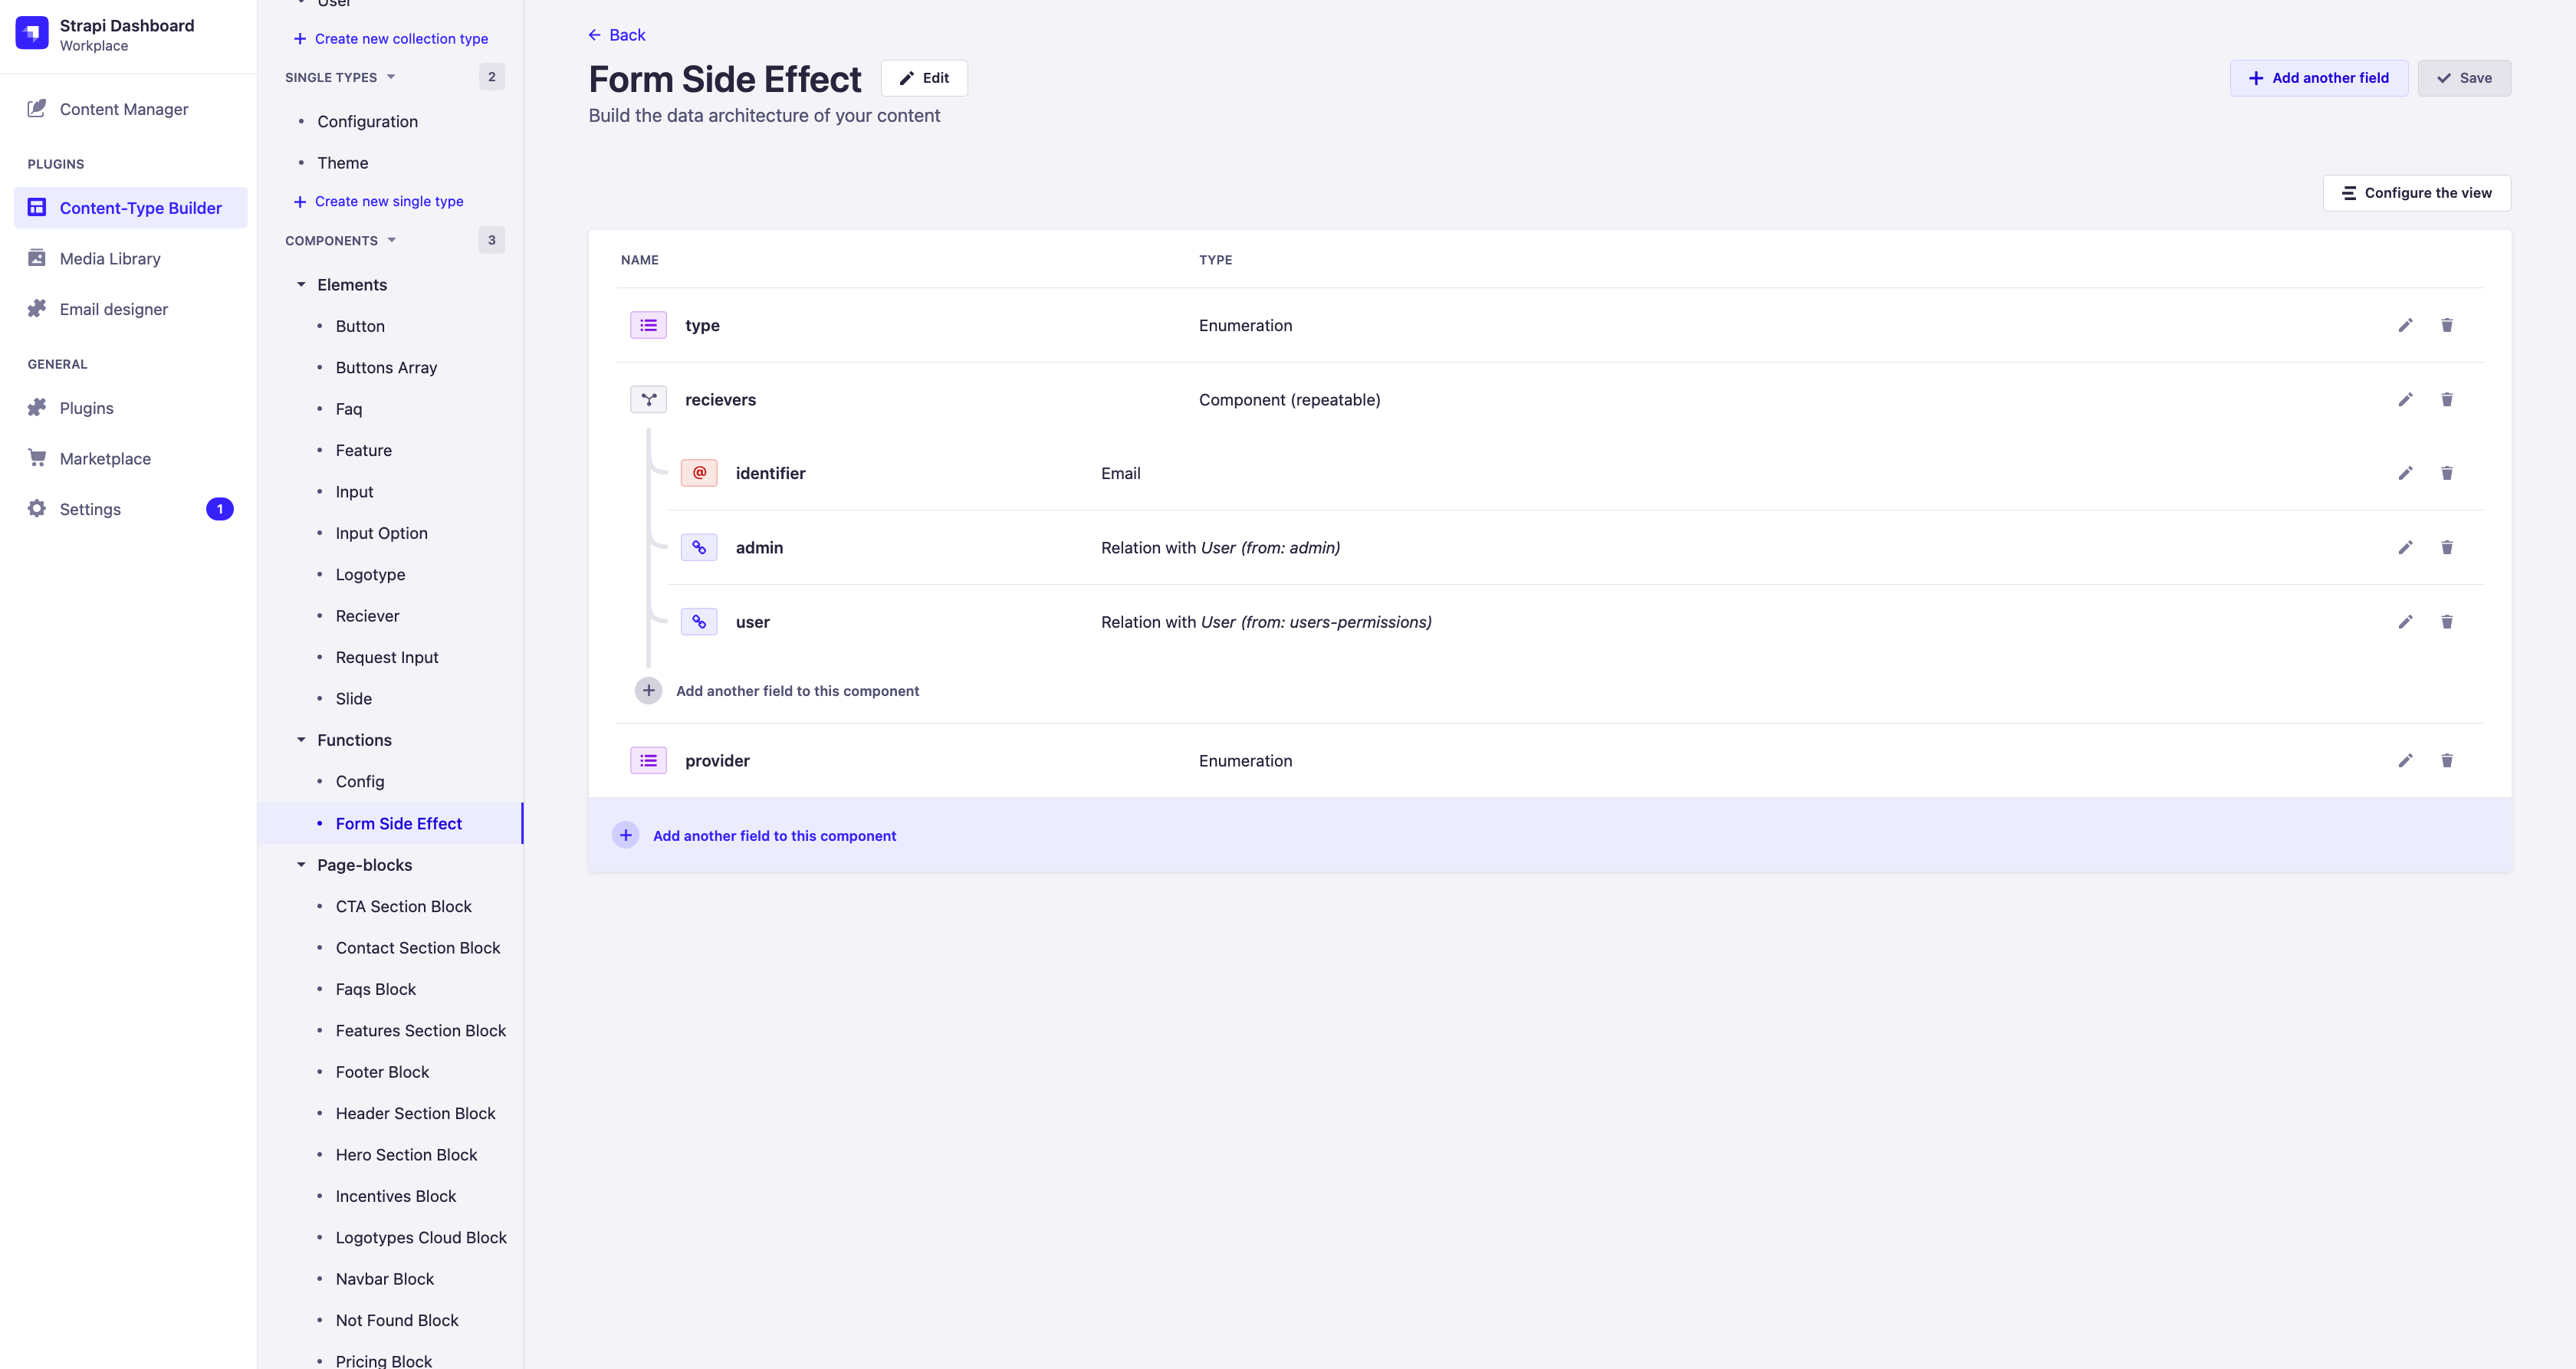 Strapi Dashboard
Workplace
Content Manager
PLUGINS
Content-Type Builder
Media Library
Email designer
GENERAL
Plugins
Marketplace
Settings
1
User
Create new collection type
SINGLE TYPES
2
Configuration
Theme
Create new single type
COMPONENTS
3
Elements
Button
Buttons Array
Faq
Feature
Input
Input Option
Logotype
Reciever
Request Input
Slide
Functions
Config
Form Side Effect
Page-blocks
CTA Section Block
Contact Section Block
Faqs Block
Features Section Block
Footer Block
Header Section Block
Hero Section Block
Incentives Block
Logotypes Cloud Block
Navbar Block
Not Found Block
Pricing Block
Back
Form Side Effect
Edit
Add another field
Save
Build the data architecture of your content
Configure the view
NAME TYPE
type Enumeration
recievers Component (repeatable)
@ identifier Email
admin Relation with User (from: admin)
user Relation with User (from: users-permissions)
Add another field to this component
provider Enumeration
Add another field to this component